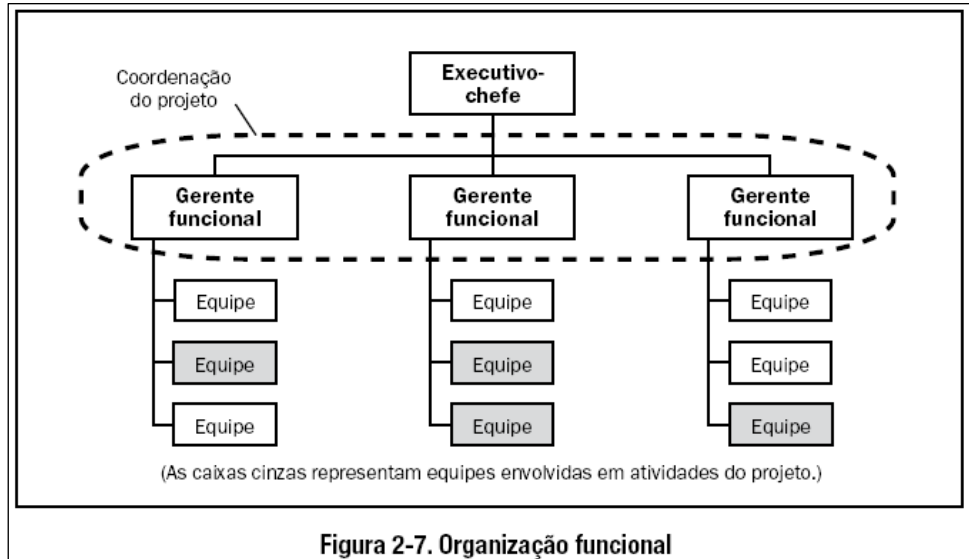 Coordenação
do projeto
Executivo-
chefe
Gerente
funcional
Gerente
funcional
Gerente
funcional
Equipe
Equipe
Equipe
Equipe
Equipe
Equipe
Equipe
Equipe
Equipe
(As caixas cinzas representam equipes envolvidas em atividades do projeto.)
Figura 2-7. Organização funcional